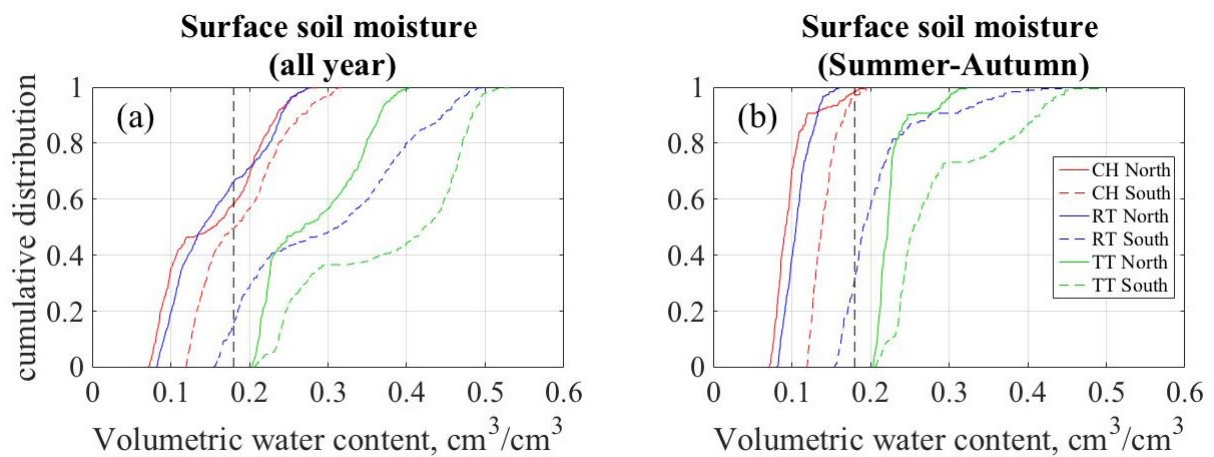 Surface soil moisture
(all year)
(a)
cumulative distribution
1
0.8
0.6
0.4
0.2
0
0
0.1
0.2
0.3
0.4
0.5
0.6
Volumetric water content, cm³/cm³
Surface soil moisture
(Summer-Autumn)
(b)
1
0.8
0.6
0.4
0.2
0
CH North
CH South
RT North
RT South
TT North
TT South
0
0.1
0.2
0.3
0.4
0.5
0.6
Volumetric water content, cm³/cm³